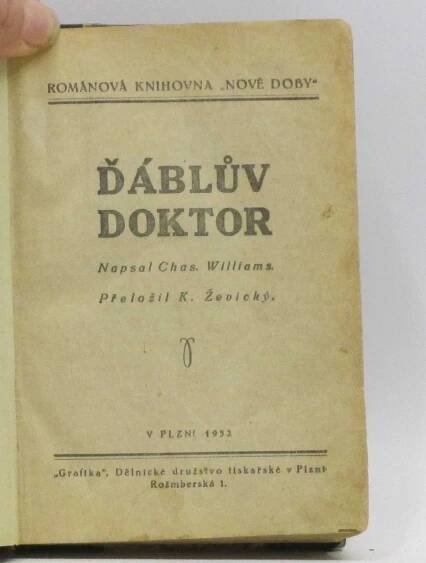 ROMÁNOVÁ KNIHOVNA „NOVÉ DOBY“
ĎÁBLŮV
DOKTOR
Napsal Chas. Williams.
Přeložil K. Ževický.
V PLZNI 1932
„Grafika“, Dělnické družstvo tiskařské v Plzni
Rožmberská 1.